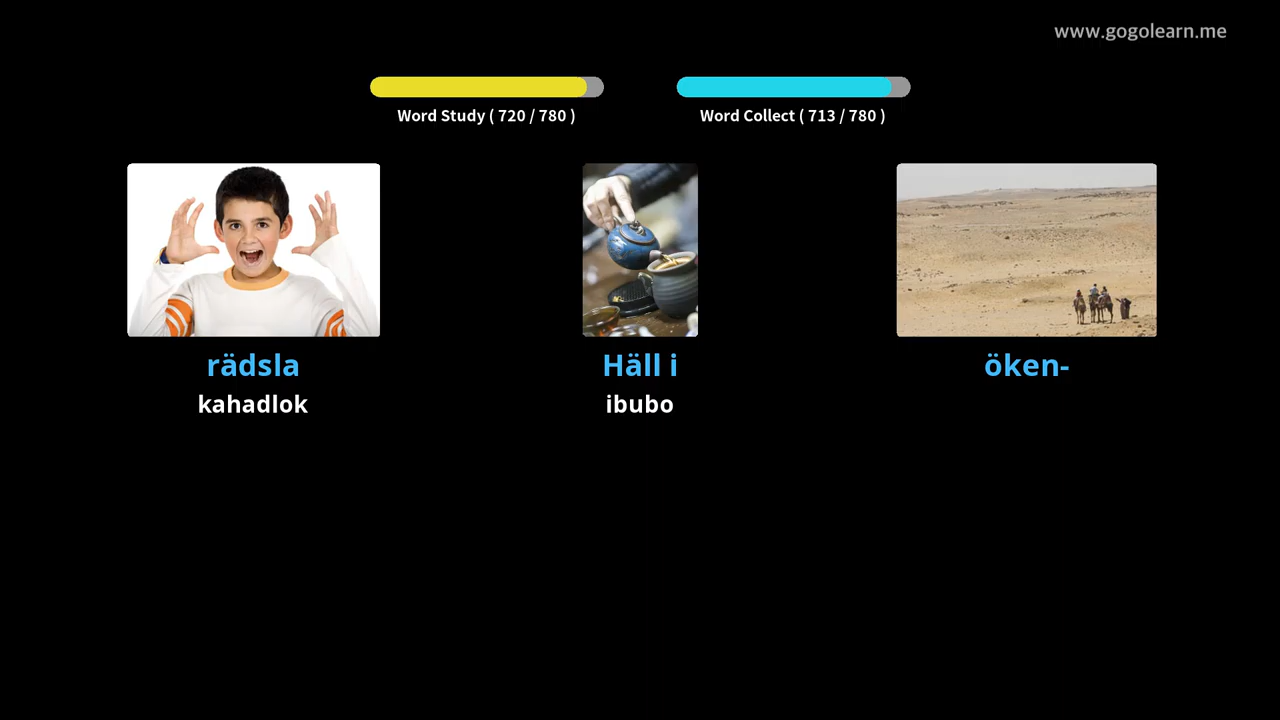 www.gogolearn.me
Word Study ( 720 / 780 )
Word Collect ( 713 / 780 )
rädsla
kahadlok
Häll i
ibubo
öken-